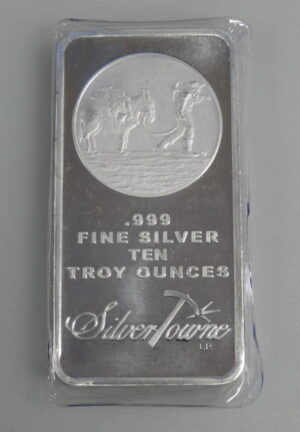 .999
FINE SILVER
TEN
TROY OUNCES
SilverTowne
L.P.